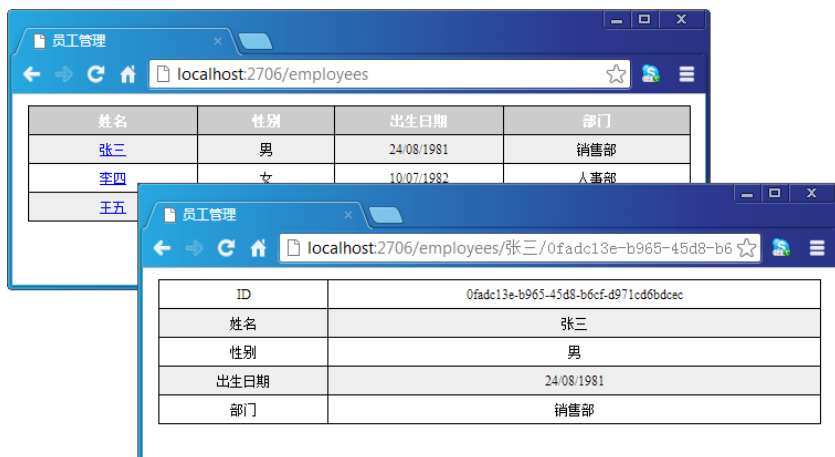 员工管理
localhost:2706/employees
姓名 性别 出生日期 部门
张三 男 24/08/1981 销售部
李四 女 10/07/1982 人事部
王五
员工管理
localhost:2706/employees/张三/0fadc13e-b965-45d8-b6
ID 0fadc13e-b965-45d8-b6cf-d971cd6bdcec
姓名 张三
性别 男
出生日期 24/08/1981
部门 销售部